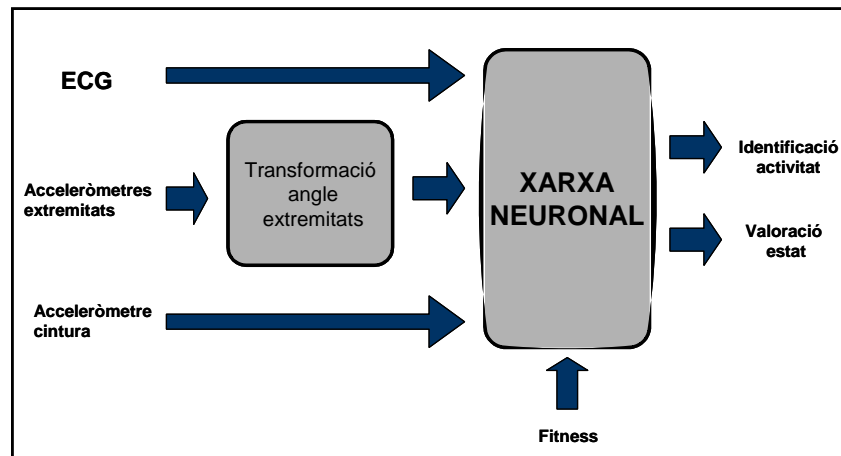 ECG
Acceleròmetres
extremitats
Transformació
angle
extremitats
Acceleròmetre
cintura
XARXA
NEURONAL
Identificació
activitat
Valoració
estat
Fitness